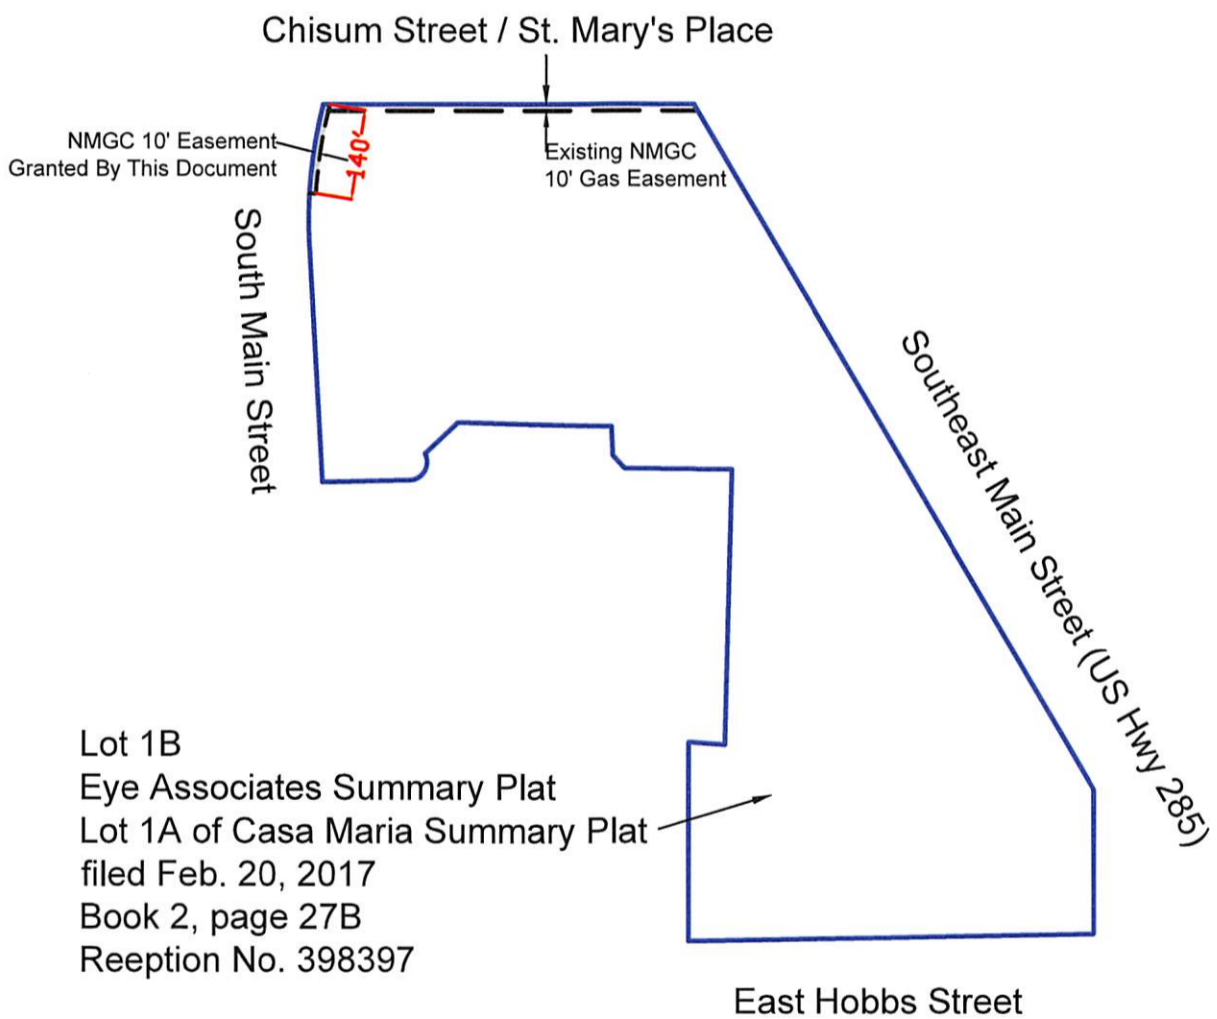 Chisum Street / St. Mary's Place
NMGC 10' Easement
Granted By This Document
140'
Existing NMGC
10' Gas Easement
South Main Street
Southeast Main Street (US Hwy 285)
Lot 1B
Eye Associates Summary Plat
Lot 1A of Casa Maria Summary Plat
filed Feb. 20, 2017
Book 2, page 27B
Reeption No. 398397
East Hobbs Street